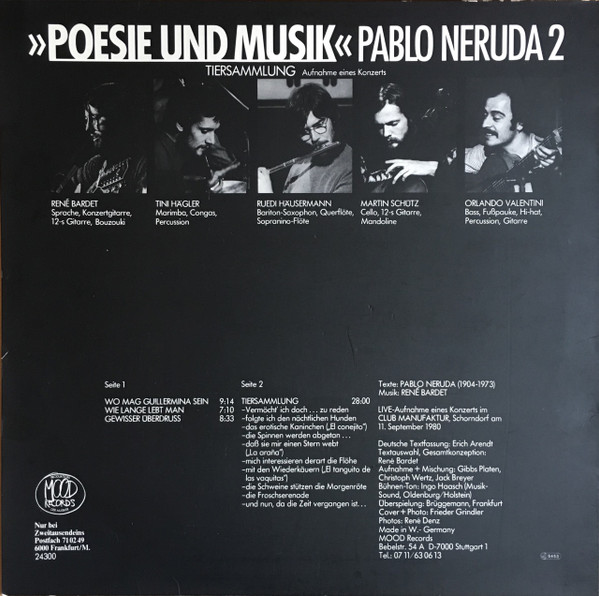 »POESIE UND MUSIK« PABLO NERUDA 2
TIERSAMMLUNG Aufnahme eines Konzerts
RENÉ BARDET
Sprache, Konzertgitarre,
12-s Gitarre, Bouzouki
TINI HÄGLER
Marimba, Congas,
Percussion
RUEDI HÄUSERMANN
Bariton-Saxophon, Querflöte,
Sopranino-Flöte
MARTIN SCHÜTZ
Cello, 12-s Gitarre,
Mandoline
ORLANDO VALENTINI
Bass, Fußpauke, Hi-hat,
Percussion, Gitarre
Seite 1
WO MAG GUILLERMINA SEIN 9:14
WIE LANGE LEBT MAN 7:10
GEWISSER ÜBERDRUSS 8:33
Seite 2
TIERSAMMLUNG 28:00
–Vermöcht' ich doch . . . zu reden
–folgte ich den nächtlichen Hunden
–das erotische Kaninchen („El conejito")
–die Spinnen werden abgetan . . .
–daß sie mir einen Stern webt
(„La araña")
–mich interessieren derart die Flöhe
–mit den Wiederkäuern („El tanguito de
las vaquitas")
–die Schweine stützen die Morgenröte
–die Froschserenade
–und nun, da die Zeit vergangen ist. . .
Texte: PABLO NERUDA (1904-1973)
Musik: RENÉ BARDET
LIVE-Aufnahme eines Konzerts im
CLUB MANUFAKTUR, Schorndorf am
11. September 1980
Deutsche Textfassung: Erich Arendt
Textauswahl, Gesamtkonzeption:
René Bardet
Aufnahme + Mischung: Gibbs Platen,
Christoph Wertz, Jack Breyer
Bühnen-Ton: Ingo Haasch (Musik-
Sound, Oldenburg/Holstein)
Überspielung: Brüggemann, Frankfurt
Cover + Photo: Frieder Grindler
Photos: René Denz
Made in W.- Germany
MOOD Records
Bebelstr. 54 A D-7000 Stuttgart 1
Tel.: 07 11/63 06 13
MOOD
RECORDS
Nur bei
Zweitausendeins
Postfach 71 02 49
6000 Frankfurt/M.
24300